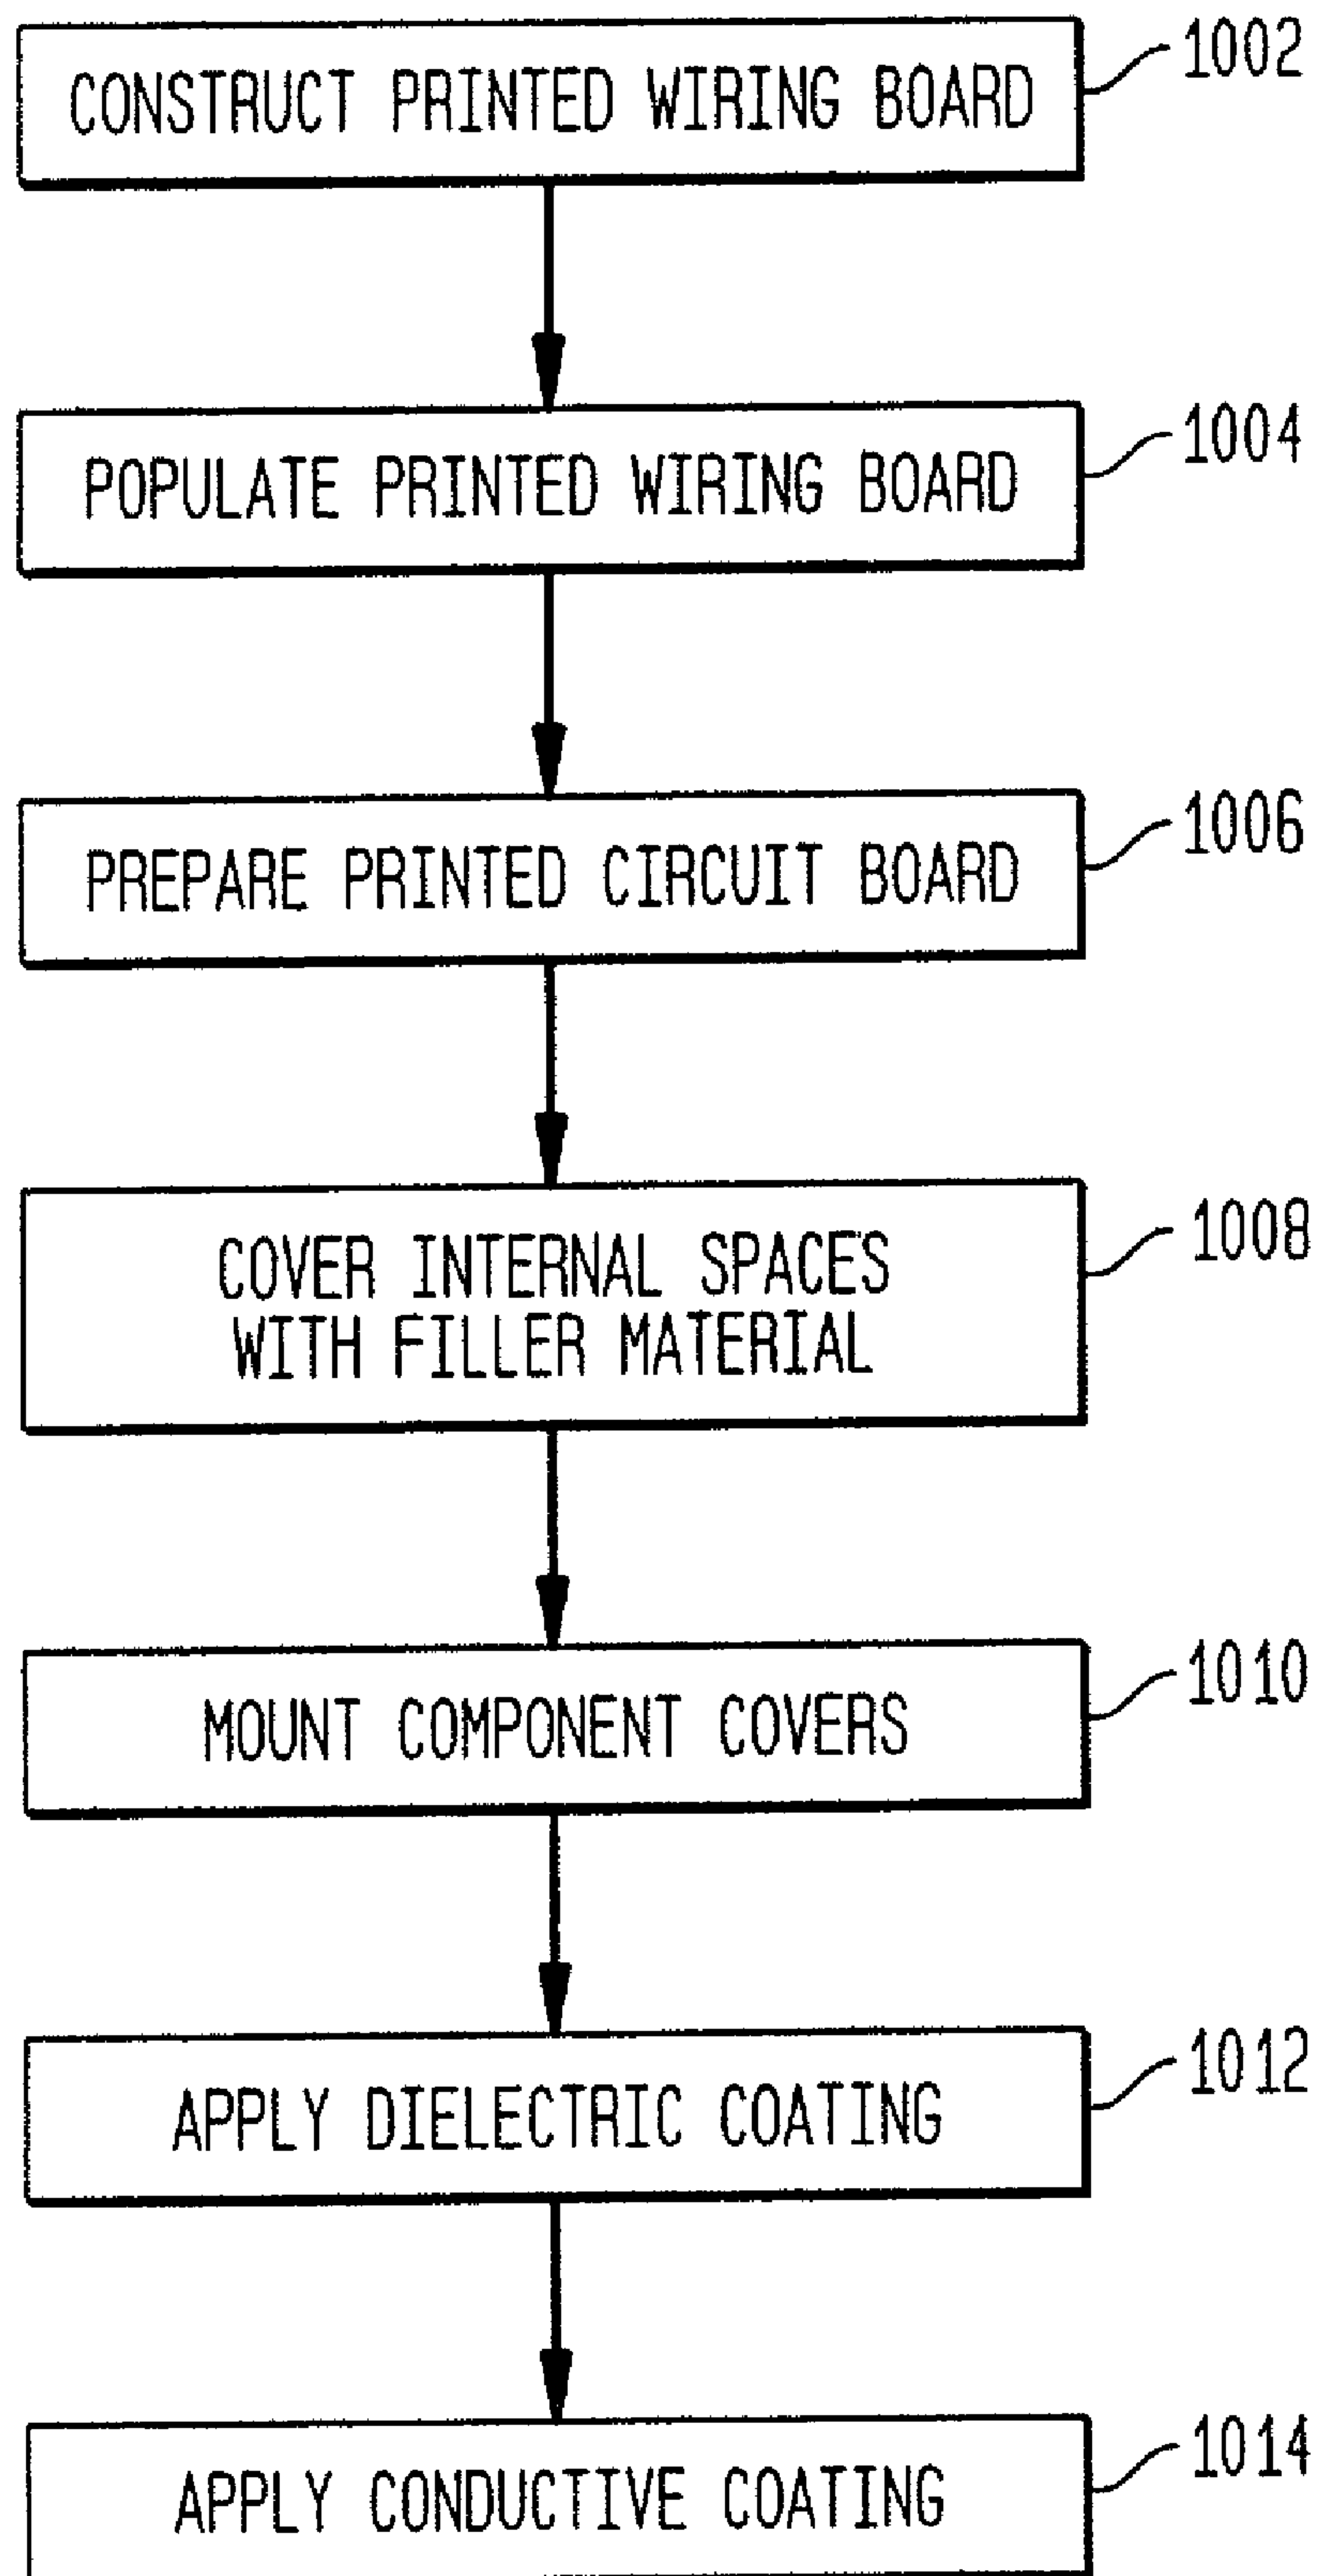 CONSTRUCT PRINTED WIRING BOARD
1002
POPULATE PRINTED WIRING BOARD
1004
PREPARE PRINTED CIRCUIT BOARD
1006
COVER INTERNAL SPACES
WITH FILLER MATERIAL
1008
MOUNT COMPONENT COVERS
1010
APPLY DIELECTRIC COATING
1012
APPLY CONDUCTIVE COATING
1014